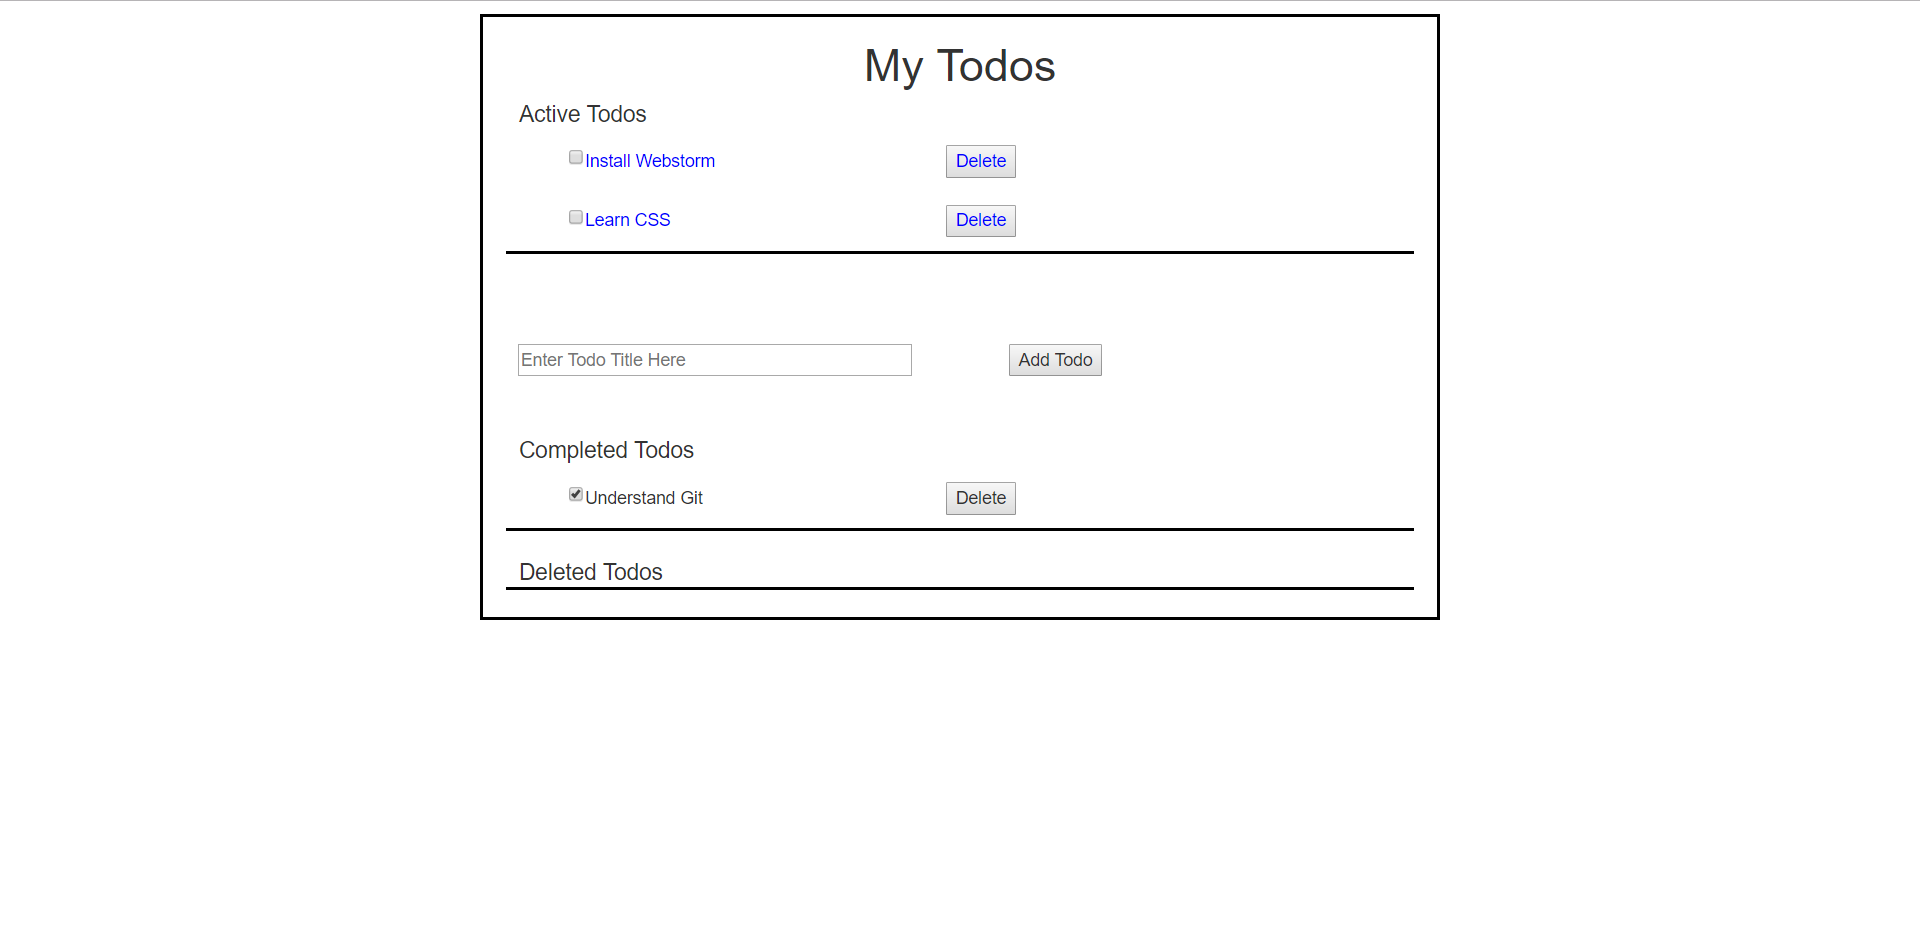 My Todos
Active Todos
Install Webstorm Delete
Learn CSS Delete
Enter Todo Title Here Add Todo
Completed Todos
Understand Git Delete
Deleted Todos